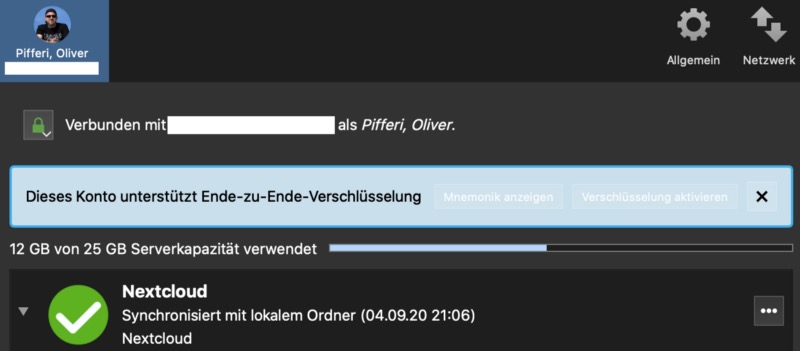 Pifferi, Oliver
Allgemein
Netzwerk
Verbunden mit als Pifferi, Oliver.
Dieses Konto unterstützt Ende-zu-Ende-Verschlüsselung
Mnemonik anzeigen
Verschlüsselung aktivieren
12 GB von 25 GB Serverkapazität verwendet
Nextcloud
Synchronisiert mit lokalem Ordner (04.09.20 21:06)
Nextcloud